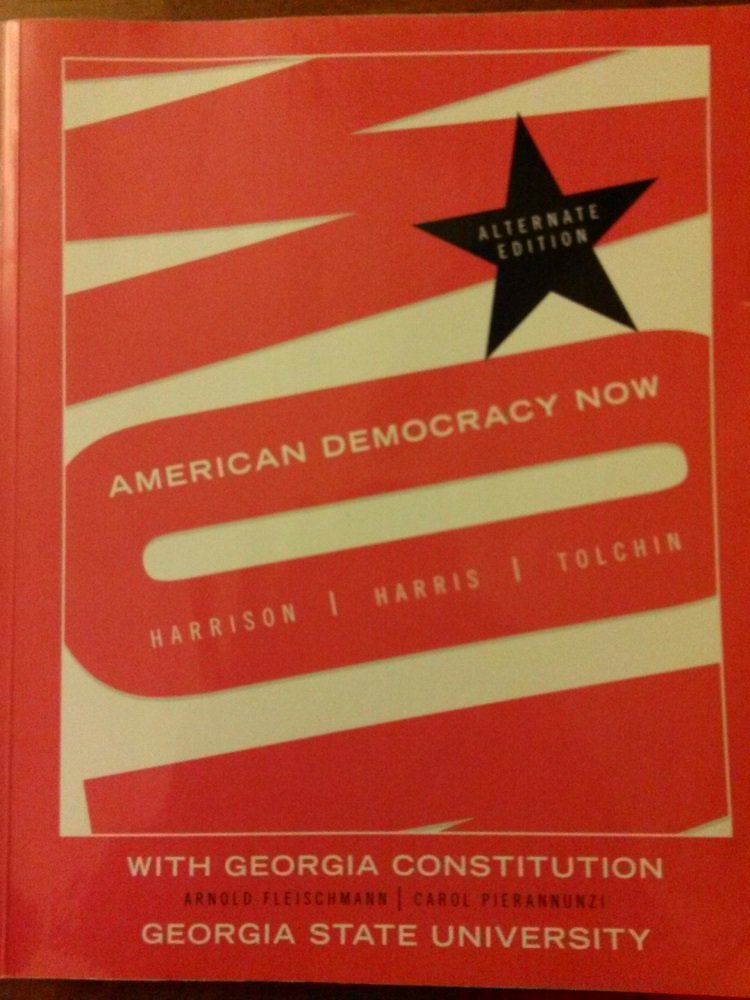 ALTERNATE
EDITION
AMERICAN DEMOCRACY NOW
HARRISON | HARRIS | TOLCHIN
WITH GEORGIA CONSTITUTION
ARNOLD FLEISCHMANN | CAROL PIERANNUNZI
GEORGIA STATE UNIVERSITY